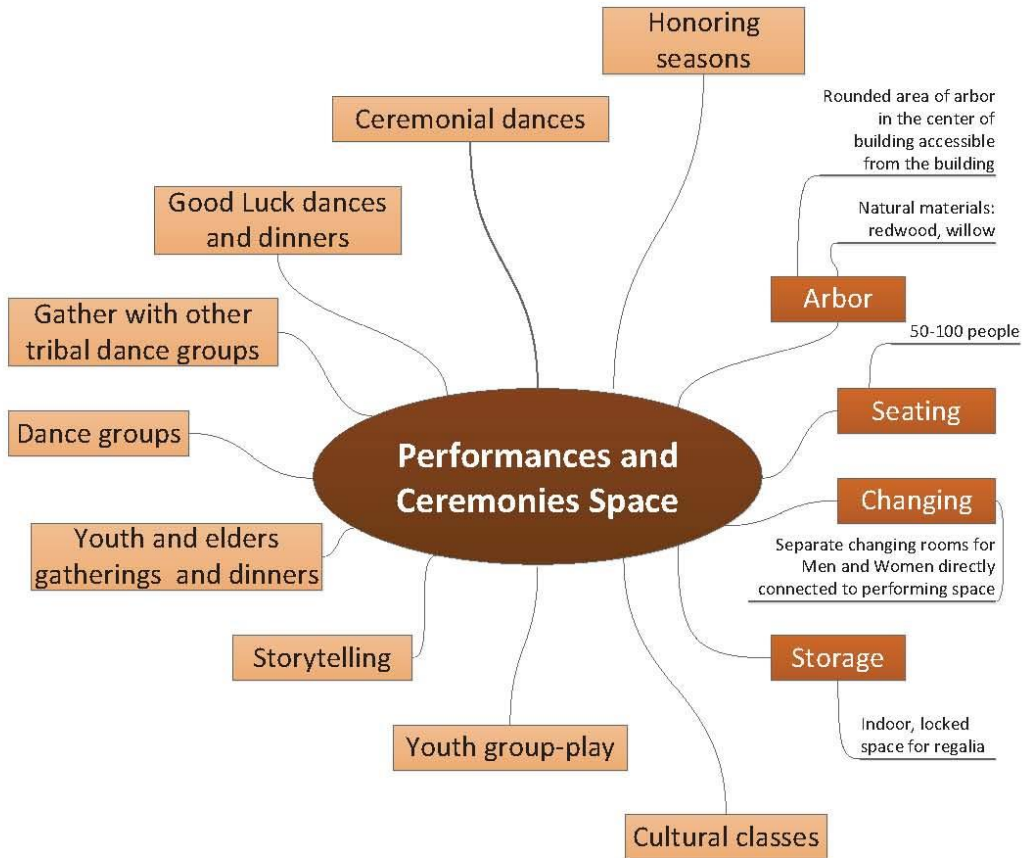 Honoring
seasons
Ceremonial dances
Good Luck dances
and dinners
Gather with other
tribal dance groups
Dance groups
Youth and elders
gatherings and dinners
Storytelling
Youth group-play
Cultural classes
Performances and
Ceremonies Space
Rounded area of arbor
in the center of
building accessible
from the building
Natural materials:
redwood, willow
Arbor
50-100 people
Seating
Changing
Separate changing rooms for
Men and Women directly
connected to performing space
Storage
Indoor, locked
space for regalia